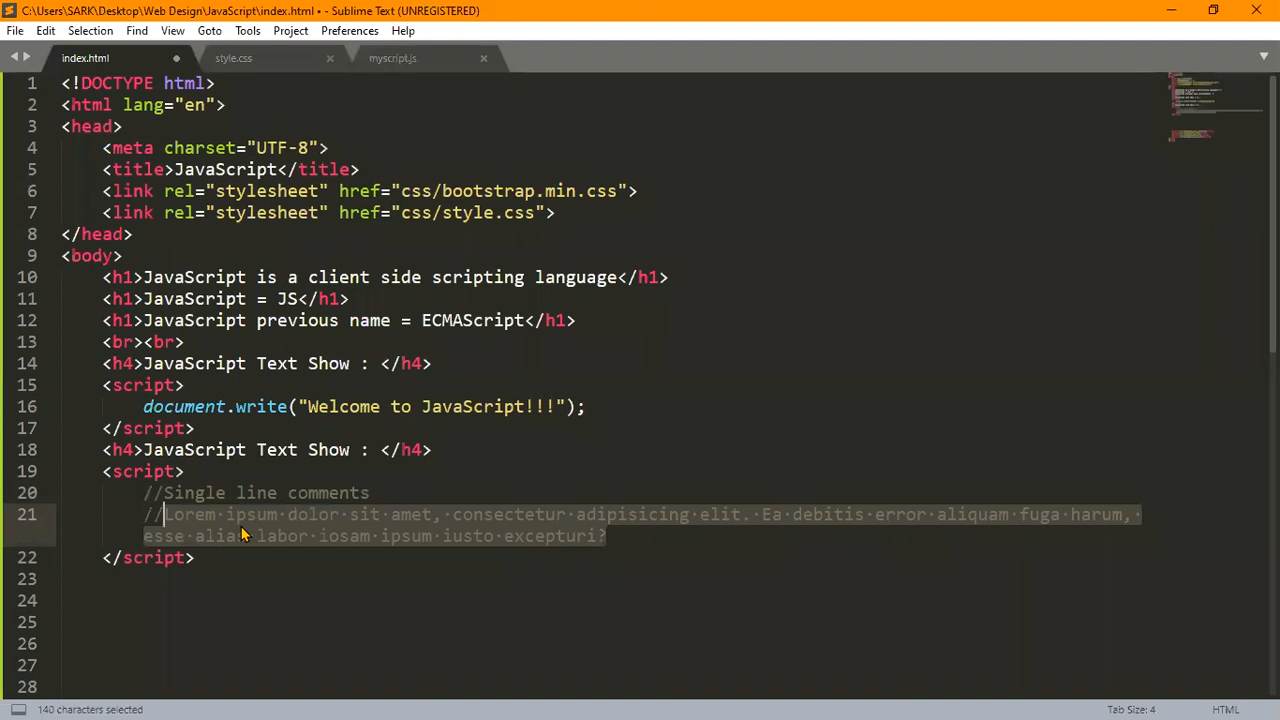 C:\Users\SARK\Desktop\Web Design\JavaScript\index.html • - Sublime Text (UNREGISTERED)
File Edit Selection Find View Goto Tools Project Preferences Help
index.html style.css myscript.js
1 <!DOCTYPE html>
2 <html lang="en">
3 <head>
4 <meta charset="UTF-8">
5 <title>JavaScript</title>
6 <link rel="stylesheet" href="css/bootstrap.min.css">
7 <link rel="stylesheet" href="css/style.css">
8 </head>
9 <body>
10 <h1>JavaScript is a client side scripting language</h1>
11 <h1>JavaScript = JS</h1>
12 <h1>JavaScript previous name = ECMAScript</h1>
13 <br><br>
14 <h4>JavaScript Text Show : </h4>
15 <script>
16 document.write("Welcome to JavaScript!!!");
17 </script>
18 <h4>JavaScript Text Show : </h4>
19 <script>
20 //Single line comments
21 //Lorem ipsum dolor sit amet, consectetur adipisicing elit. Ea debitis error aliquam fuga harum,
esse labor iosam ipsum iusto excepturi?
22 </script>
23
24
25
26
27
28
140 characters selected Tab Size: 4 HTML